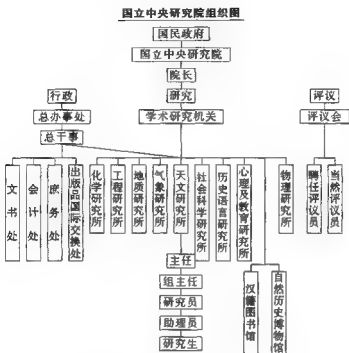 国立中央研究院组织图
国民政府
国立中央研究院
院长
行政
研究
评议
总办事处
学术研究机关
评议会
总干事
文书处
会计处
庶务处
出版品国际交换处
化学研究所
工程研究所
地质研究所
气象研究所
天文研究所
社会科学研究所
历史语言研究所
心理及教育研究所
物理研究所
聘任评议员
当然评议员
主任
组主任
研究员
助理员
研究生
汉籍图书馆
自然历史博物馆